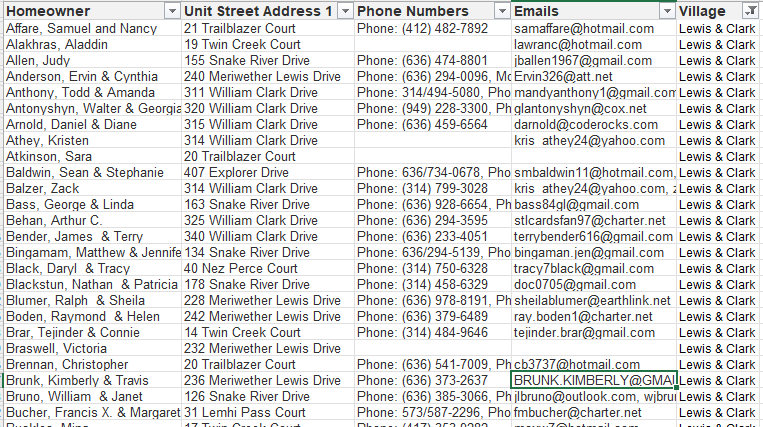 Homeowner Unit Street Address 1 Phone Numbers Emails Village
Affare, Samuel and Nancy 21 Trailblazer Court Phone: (412) 482-7892 samaffare@hotmail.com Lewis & Clark
Alakhras, Aladdin 19 Twin Creek Court lawranc@hotmail.com Lewis & Clark
Allen, Judy 155 Snake River Drive Phone: (636) 474-8801 jballen1967@gmail.com Lewis & Clark
Anderson, Ervin & Cynthia 240 Meriwether Lewis Drive Phone: (636) 294-0096, Mo Ervin326@att.net Lewis & Clark
Anthony, Todd & Amanda 311 William Clark Drive Phone: 314/494-5080, Pho mandyanthony1@gmail.com Lewis & Clark
Antonyshyn, Walter & Georgia 320 William Clark Drive Phone: (949) 228-3300, Pho glantonyshyn@cox.net Lewis & Clark
Arnold, Daniel & Diane 315 William Clark Drive Phone: (636) 459-6564 darnold@coderocks.com Lewis & Clark
Athey, Kristen 314 William Clark Drive kris_athey24@yahoo.com Lewis & Clark
Atkinson, Sara 20 Trailblazer Court Lewis & Clark
Baldwin, Sean & Stephanie 407 Explorer Drive Phone: 636/734-0678, Pho smbaldwin11@hotmail.com, Lewis & Clark
Balzer, Zack 314 William Clark Drive Phone: (314) 799-3028 kris_athey24@yahoo.com, z Lewis & Clark
Bass, George & Linda 163 Snake River Drive Phone: (636) 928-6654, Ph bass84gl@gmail.com Lewis & Clark
Behan, Arthur C. 325 William Clark Drive Phone: (636) 294-3595 stlcardsfan97@charter.net Lewis & Clark
Bender, James & Terry 340 William Clark Drive Phone: (636) 233-4051 terrybender616@gmail.com Lewis & Clark
Bingamam, Matthew & Jennife 134 Snake River Drive Phone: 636/294-5139, Pho bingaman.jen@gmail.com Lewis & Clark
Black, Daryl & Tracy 40 Nez Perce Court Phone: (314) 750-6328 tracy7black@gmail.com Lewis & Clark
Blackstun, Nathan & Patricia 178 Snake River Drive Phone: (314) 458-6329 doc0705@gmail.com Lewis & Clark
Blumer, Ralph & Sheila 228 Meriwether Lewis Drive Phone: (636) 978-8191, Ph sheilablumer@earthlink.net Lewis & Clark
Boden, Raymond & Helen 242 Meriwether Lewis Drive Phone: (636) 379-6489 ray.boden1@charter.net Lewis & Clark
Brar, Tejinder & Connie 14 Twin Creek Court Phone: (314) 484-9646 tejinder.brar@gmail.com Lewis & Clark
Braswell, Victoria 232 Meriwether Lewis Drive Lewis & Clark
Brennan, Christopher 20 Trailblazer Court Phone: (636) 541-7009, Ph cb3737@hotmail.com Lewis & Clark
Brunk, Kimberly & Travis 236 Meriwether Lewis Drive Phone: (636) 373-2637 BRUNK.KIMBERLY@GMAI Lewis & Clark
Bruno, William & Janet 126 Snake River Drive Phone: (636) 385-3066, Ph jlbruno@outlook.com, wjbrun Lewis & Clark
Bucher, Francis X. & Margaret 31 Lemhi Pass Court Phone: 573/587-2296, Pho fmbucher@charter.net Lewis & Clark